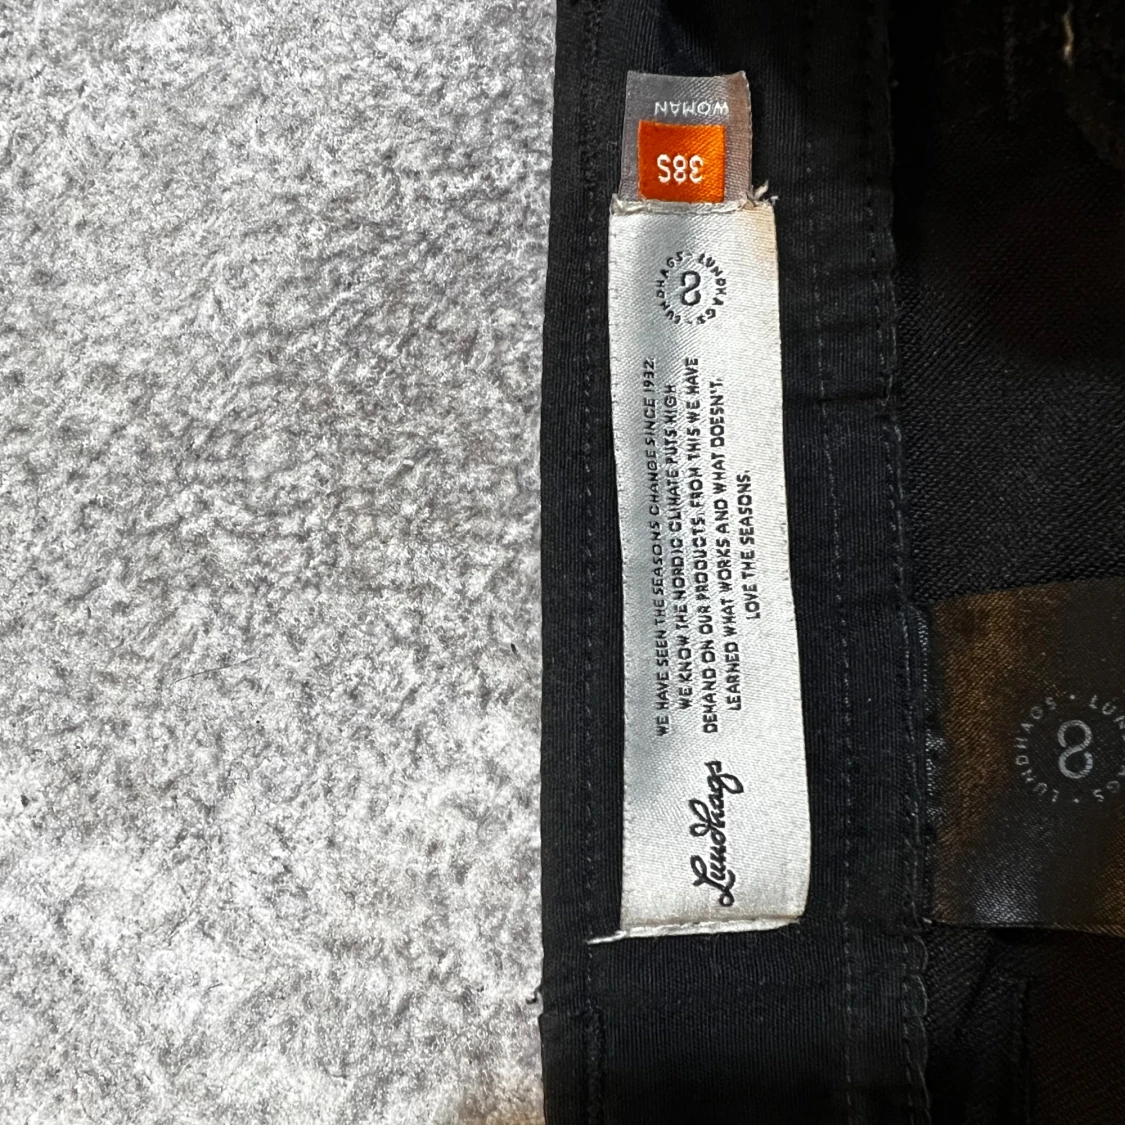 WOMAN
38S
LUNDHAGS · LUNDHAGS ·
WE HAVE SEEN THE SEASONS CHANGE SINCE 1932.
WE KNOW THE NORDIC CLIMATE PUTS HIGH
DEMAND ON OUR PRODUCTS. FROM THIS WE HAVE
LEARNED WHAT WORKS AND WHAT DOESN'T.
LOVE THE SEASONS.
Lundhags
LUNDHAGS ·